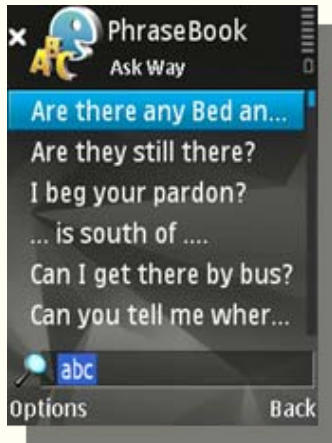 PhraseBook
Ask Way
Are there any Bed an...
Are they still there?
I beg your pardon?
... is south of ....
Can I get there by bus?
Can you tell me wher...
abc
Options Back